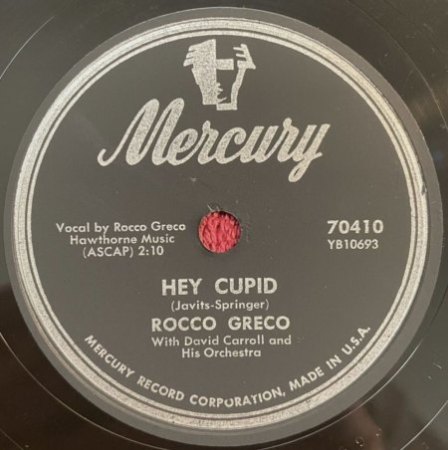 Mercury
Vocal by Rocco Greco
Hawthorne Music
(ASCAP) 2:10
70410
YB10693
HEY CUPID
(Javits-Springer)
ROCCO GRECO
With David Carroll and
His Orchestra
MERCURY RECORD CORPORATION, MADE IN U.S.A.